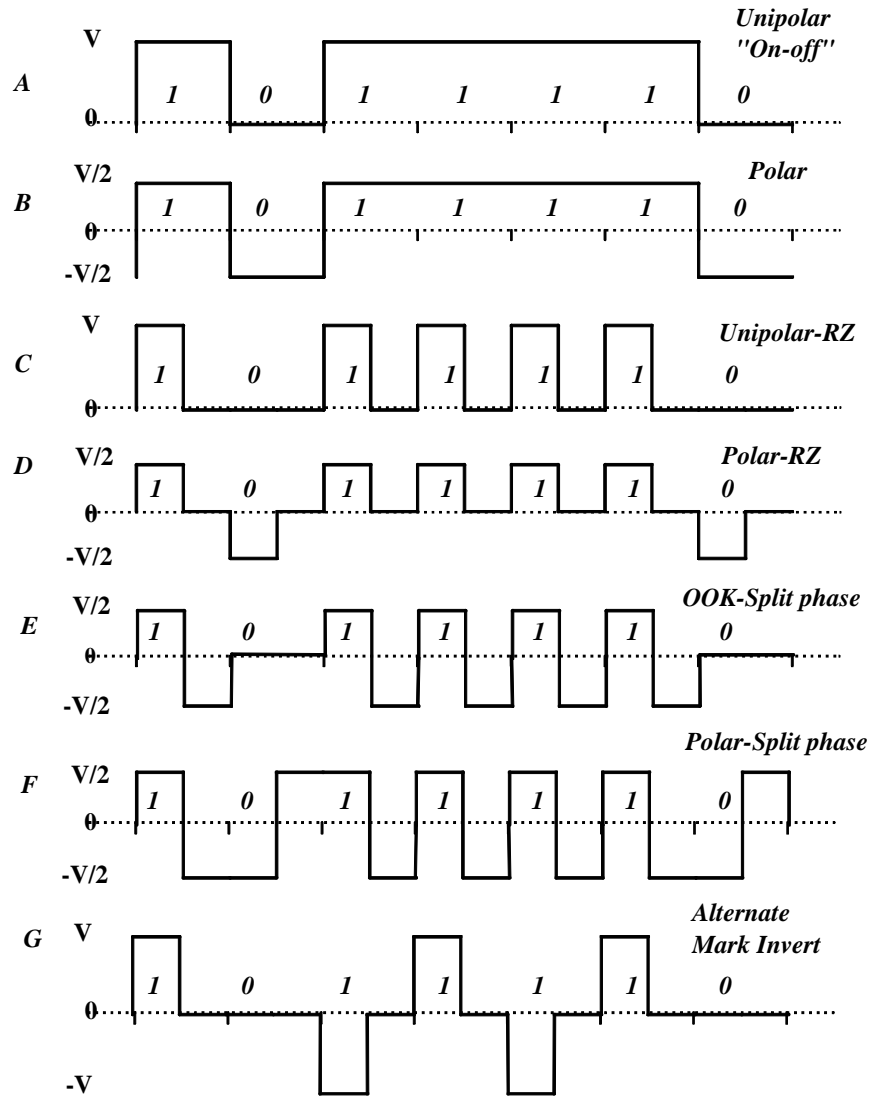 Unipolar
"On-off"
V
A
1 0 1 1 1 1 0
0
V/2
Polar
B
1 0 1 1 1 1 0
0
-V/2
V
Unipolar-RZ
C
1 0 1 1 1 1 0
0
V/2
Polar-RZ
D
1 0 1 1 1 1 0
0
-V/2
OOK-Split phase
V/2
E
1 0 1 1 1 1 0
0
-V/2
Polar-Split phase
V/2
F
1 0 1 1 1 1 0
0
-V/2
Alternate
Mark Invert
G V
1 0 1 1 1 1 0
0
-V